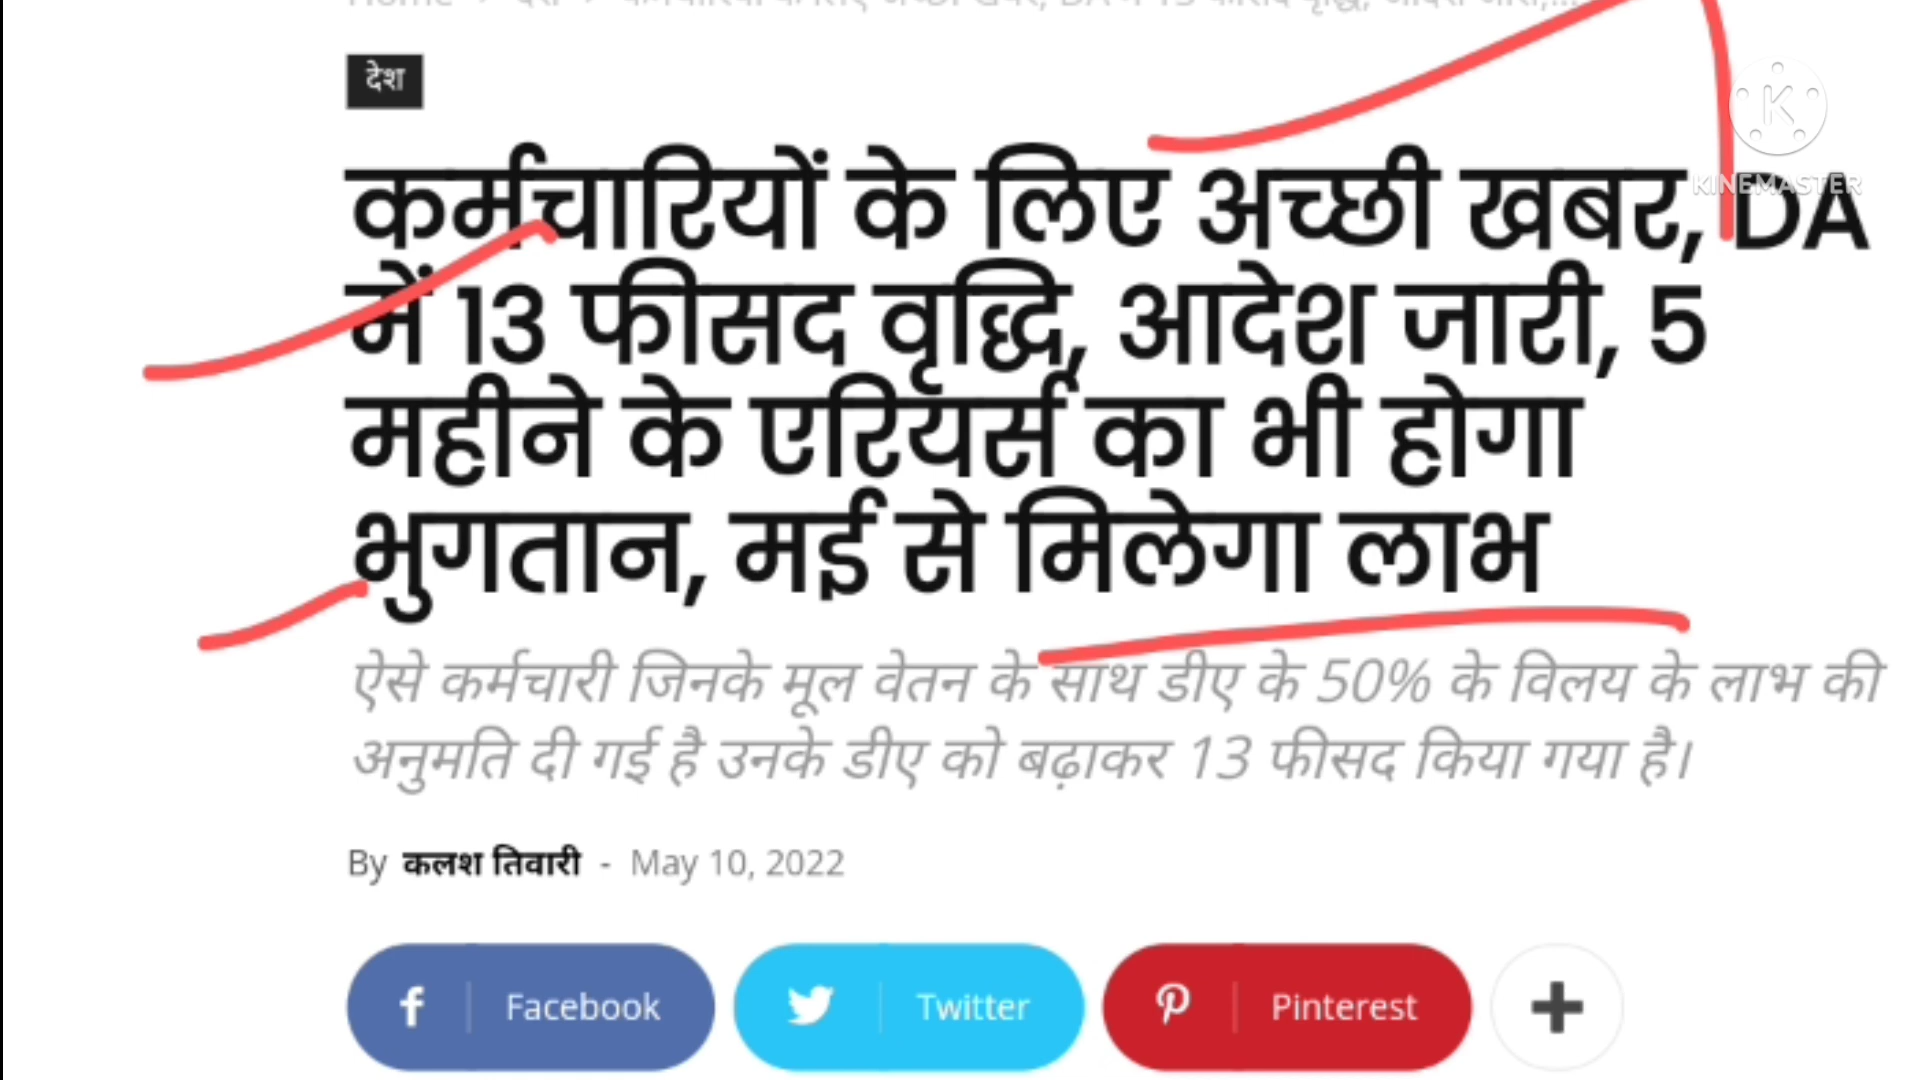 देश
कर्मचारियों के लिए अच्छी खबर, DA
में 13 फीसद वृद्धि, आदेश जारी, 5
महीने के एरियर्स का भी होगा
भुगतान, मई से मिलेगा लाभ
ऐसे कर्मचारी जिनके मूल वेतन के साथ डीए के 50% के विलय के लाभ की
अनुमति दी गई है उनके डीए को बढ़ाकर 13 फीसद किया गया है।
By कलश तिवारी - May 10, 2022
Facebook Twitter Pinterest
KINEMASTER